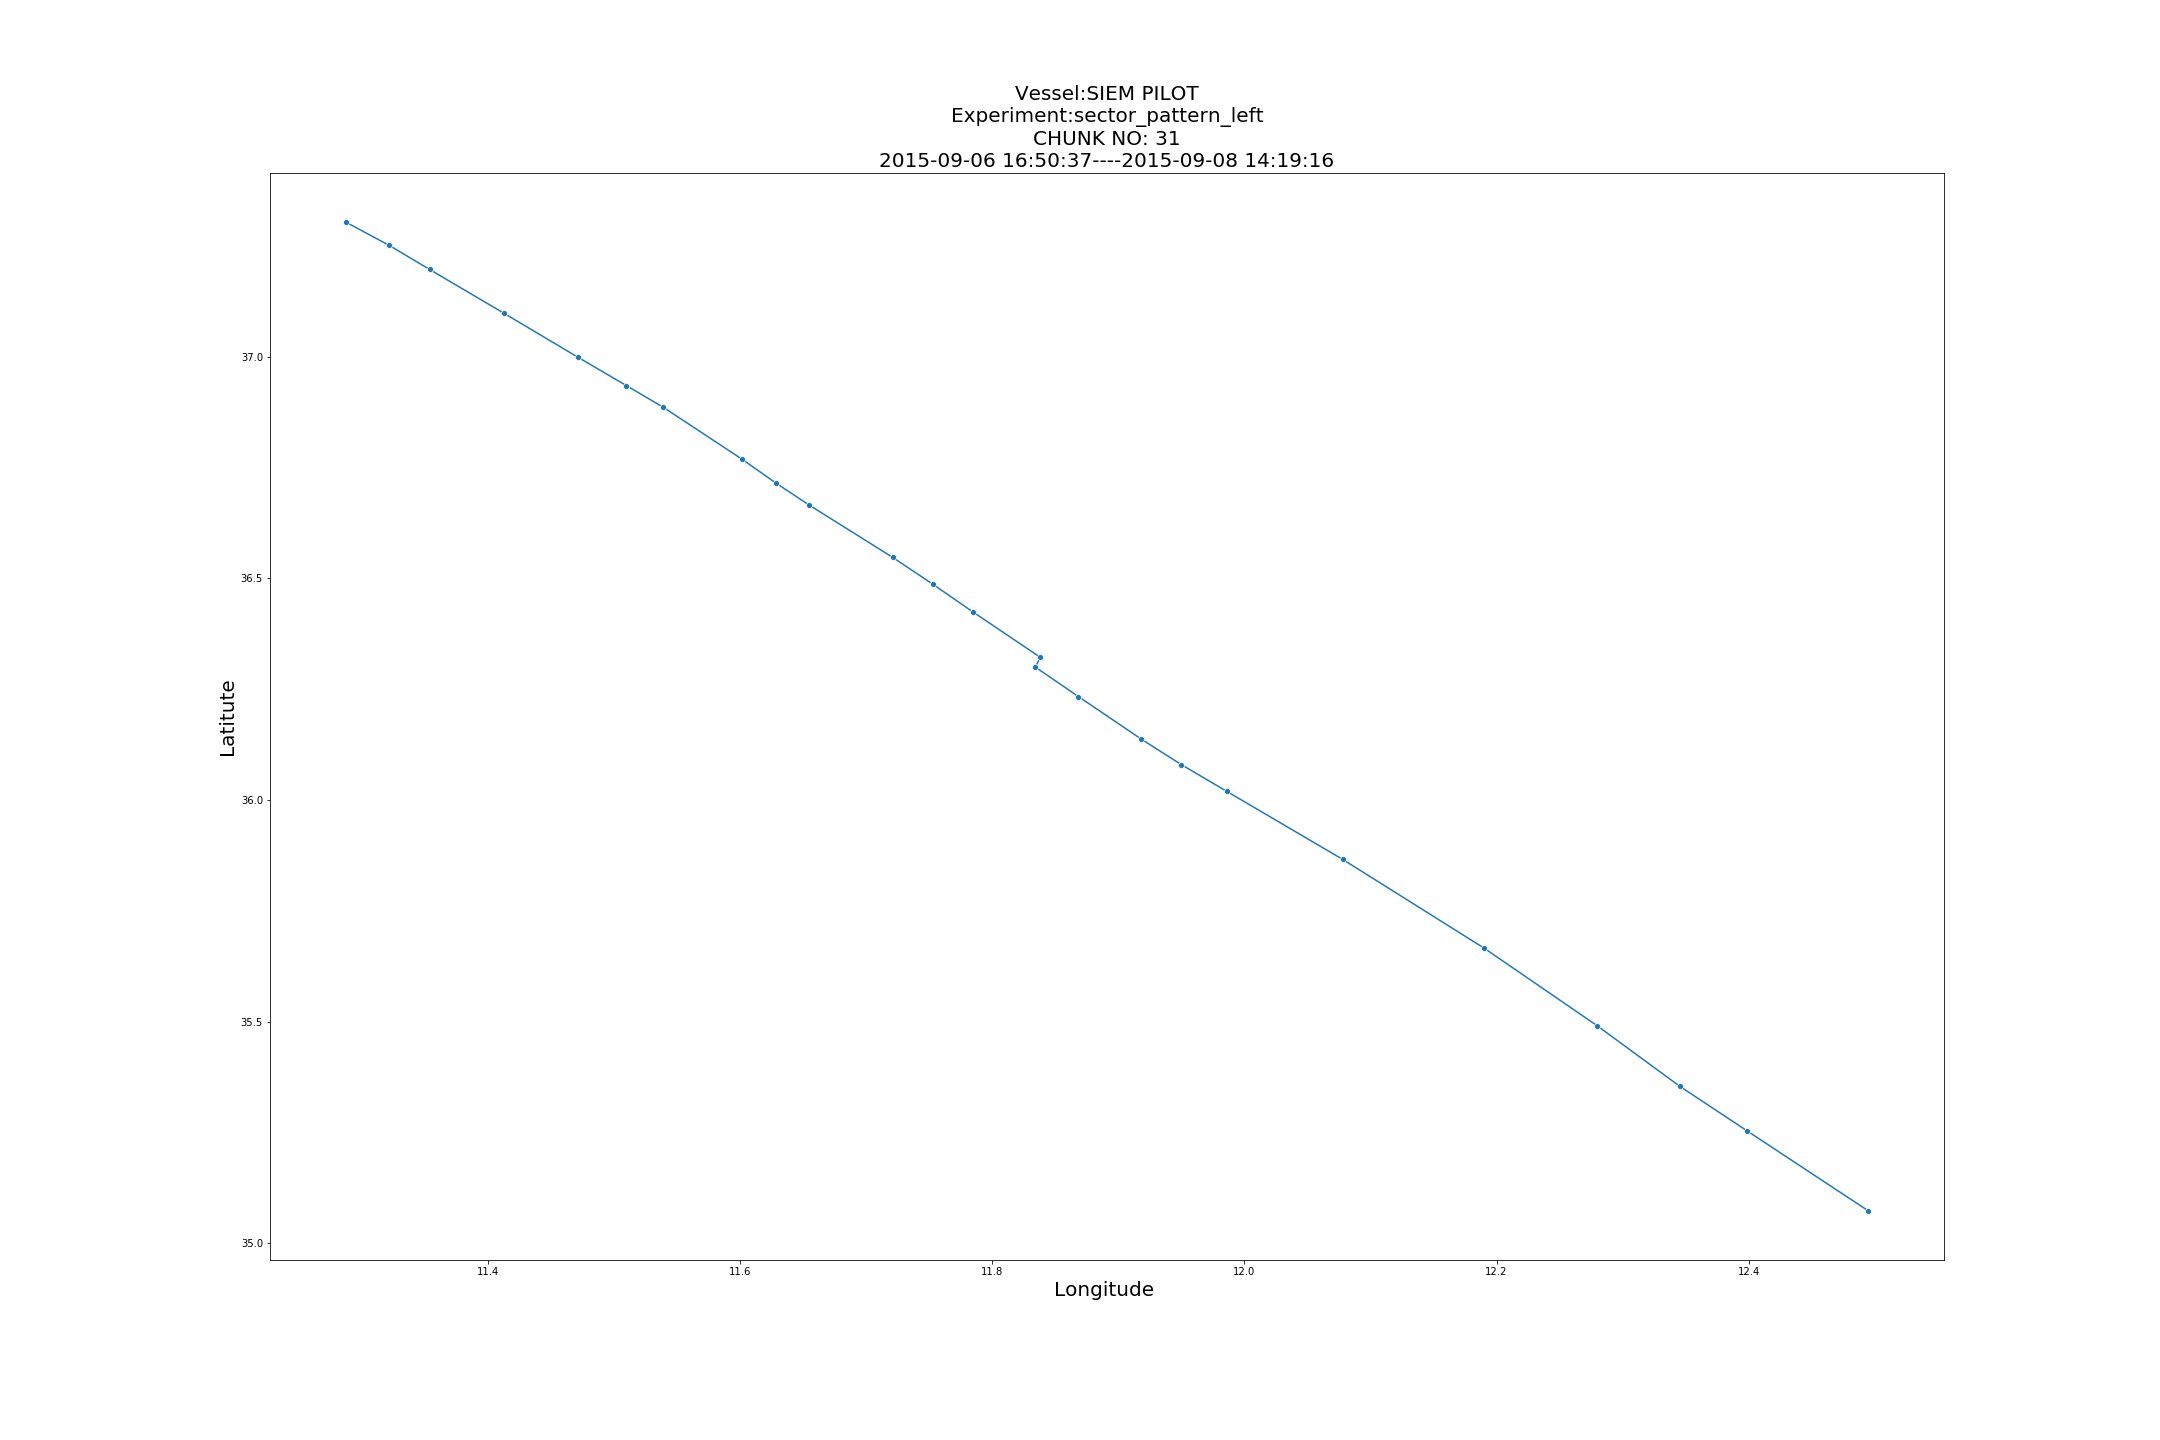 Vessel:SIEM PILOT
Experiment:sector_pattern_left
CHUNK NO: 31
2015-09-06 16:50:37----2015-09-08 14:19:16
Latitute
37.0
36.5
36.0
35.5
35.0
11.4 11.6 11.8 12.0 12.2 12.4
Longitude